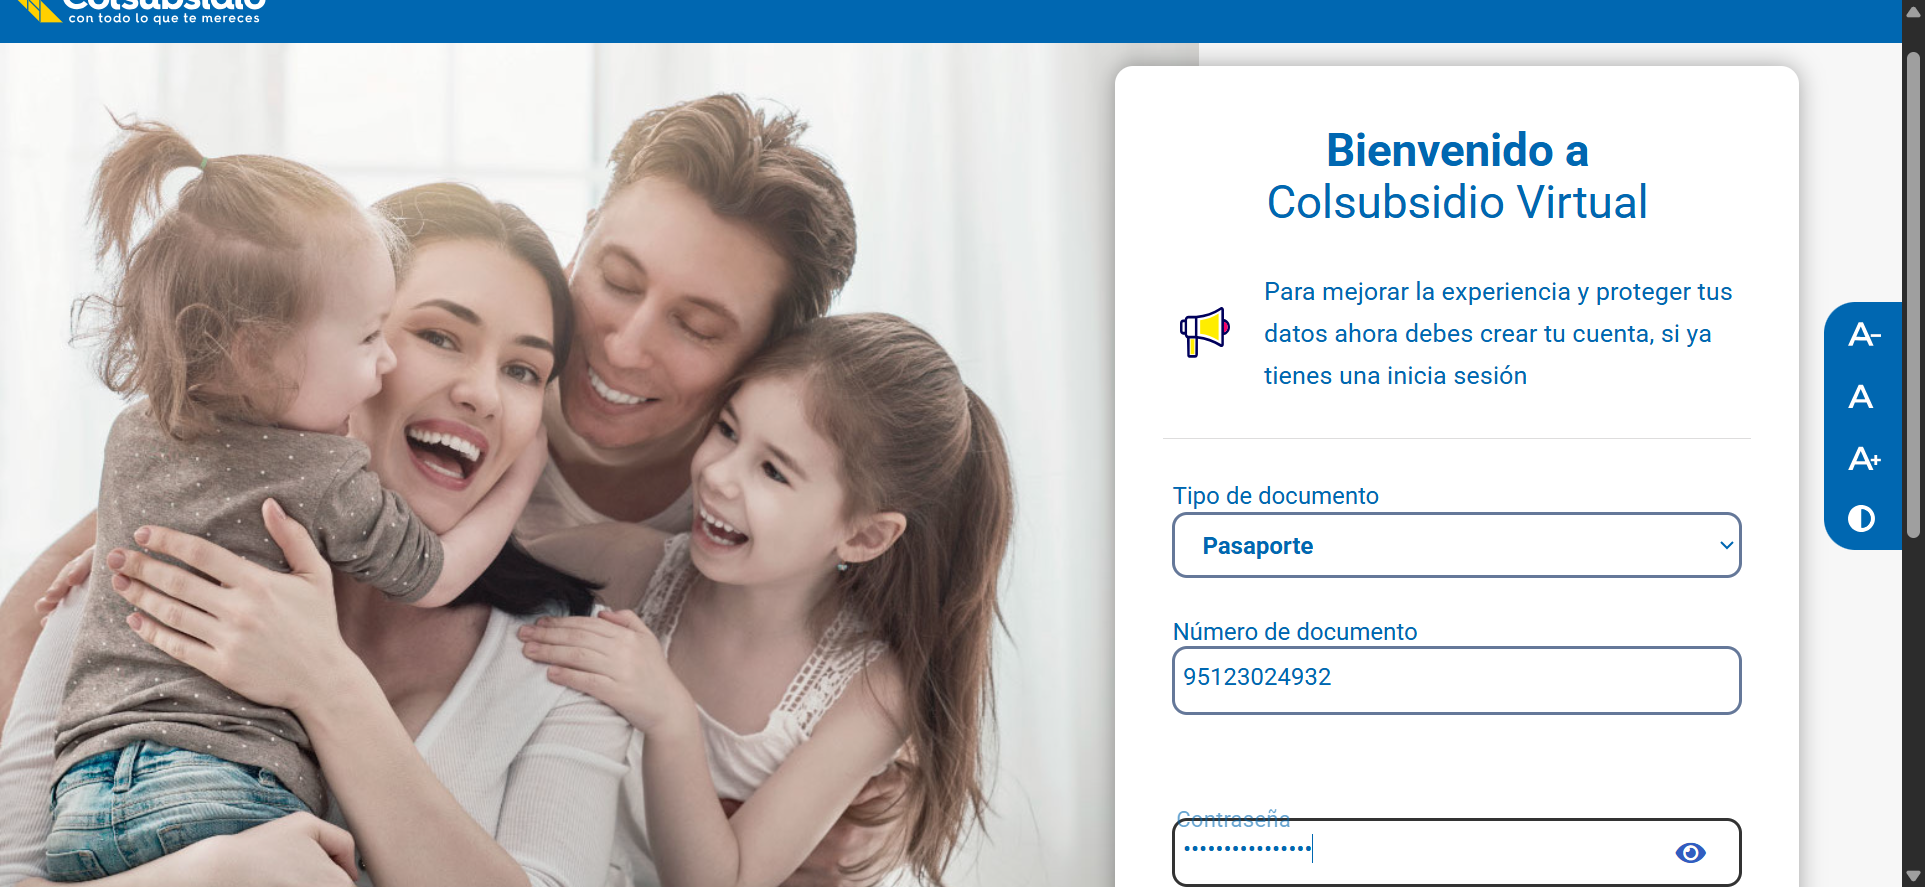 Colsubsidio
con todo lo que te mereces
Bienvenido a
Colsubsidio Virtual
Para mejorar la experiencia y proteger tus
datos ahora debes crear tu cuenta, si ya
tienes una inicia sesión
Tipo de documento
Pasaporte
Número de documento
95123024932
Contraseña
••••••••••••••••
A-
A
A+